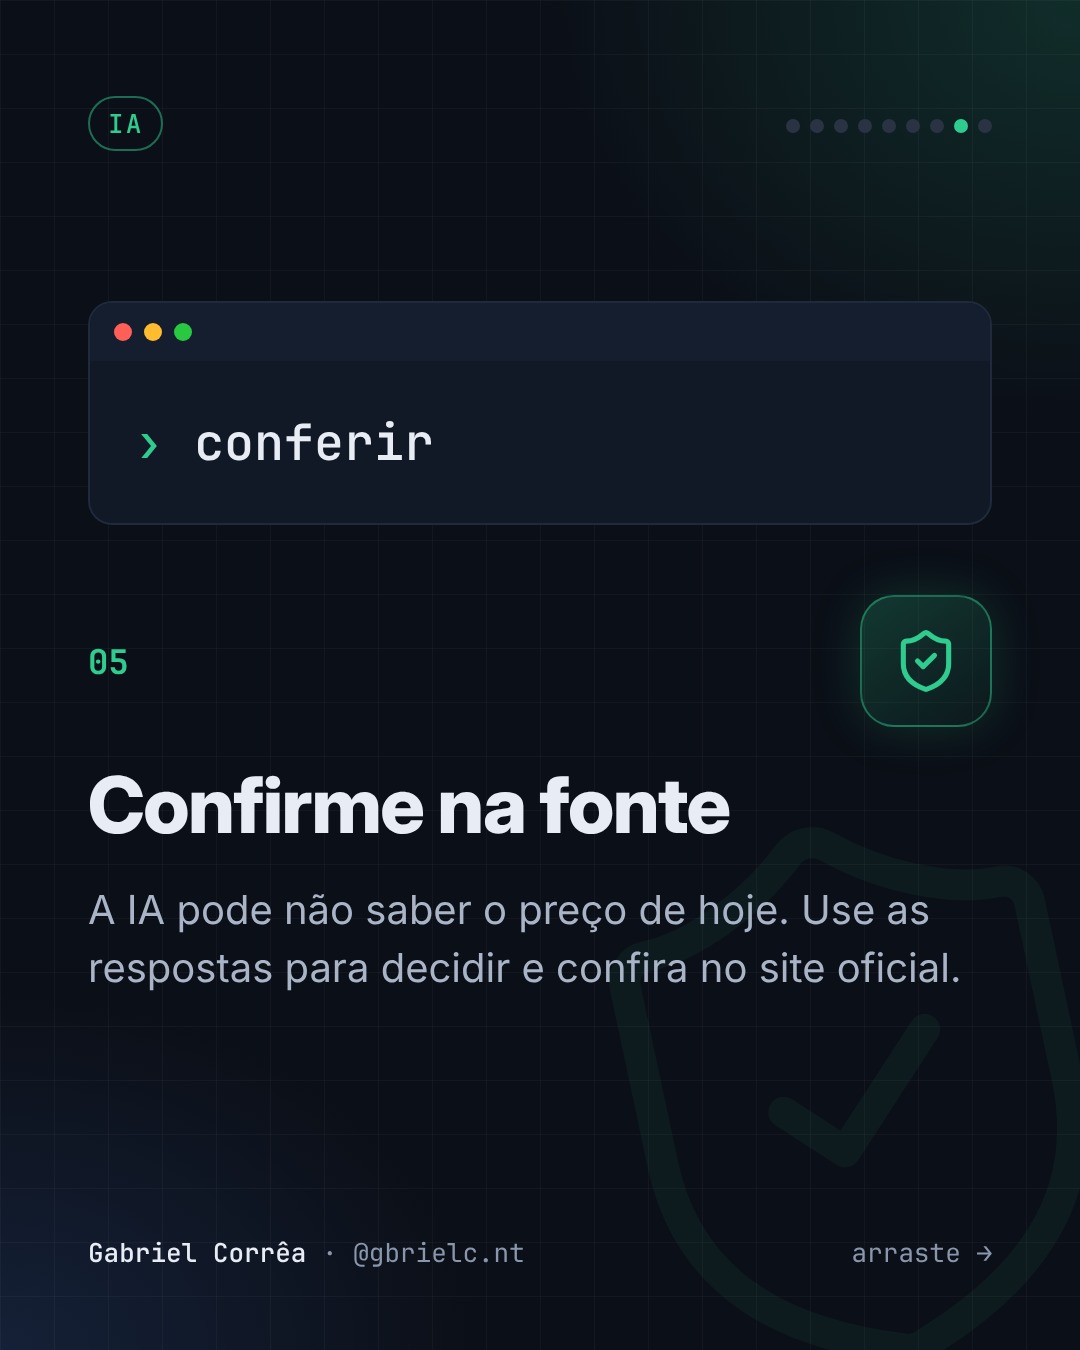 IA
› conferir
05
Confirme na fonte
A IA pode não saber o preço de hoje. Use as
respostas para decidir e confira no site oficial.
Gabriel Corrêa · @gbrielc.nt
arraste →